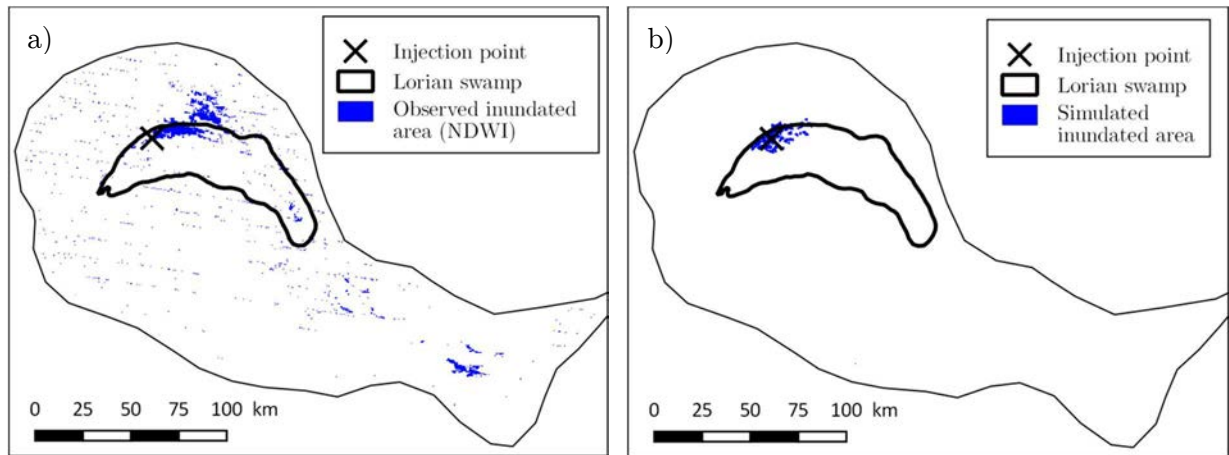 a)
Injection point
Lorian swamp
Observed inundated
area (NDWI)
0 25 50 75 100 km
b)
Injection point
Lorian swamp
Simulated
inundated area
0 25 50 75 100 km